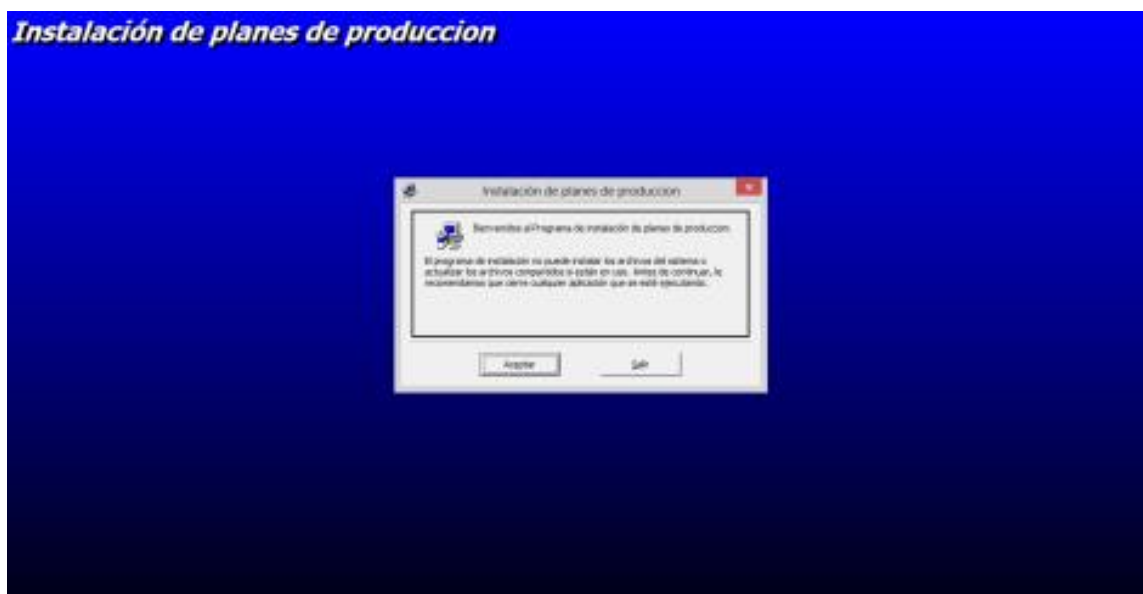 Instalación de planes de produccion
Instalación de planes de produccion
Bienvenidos al Programa de instalación de planes de produccion.
El programa de instalación no puede instalar los archivos del sistema o
actualizar los archivos compartidos si están en uso. Antes de continuar, le
recomendamos que cierre cualquier aplicación que se esté ejecutando.
Aceptar
Salir